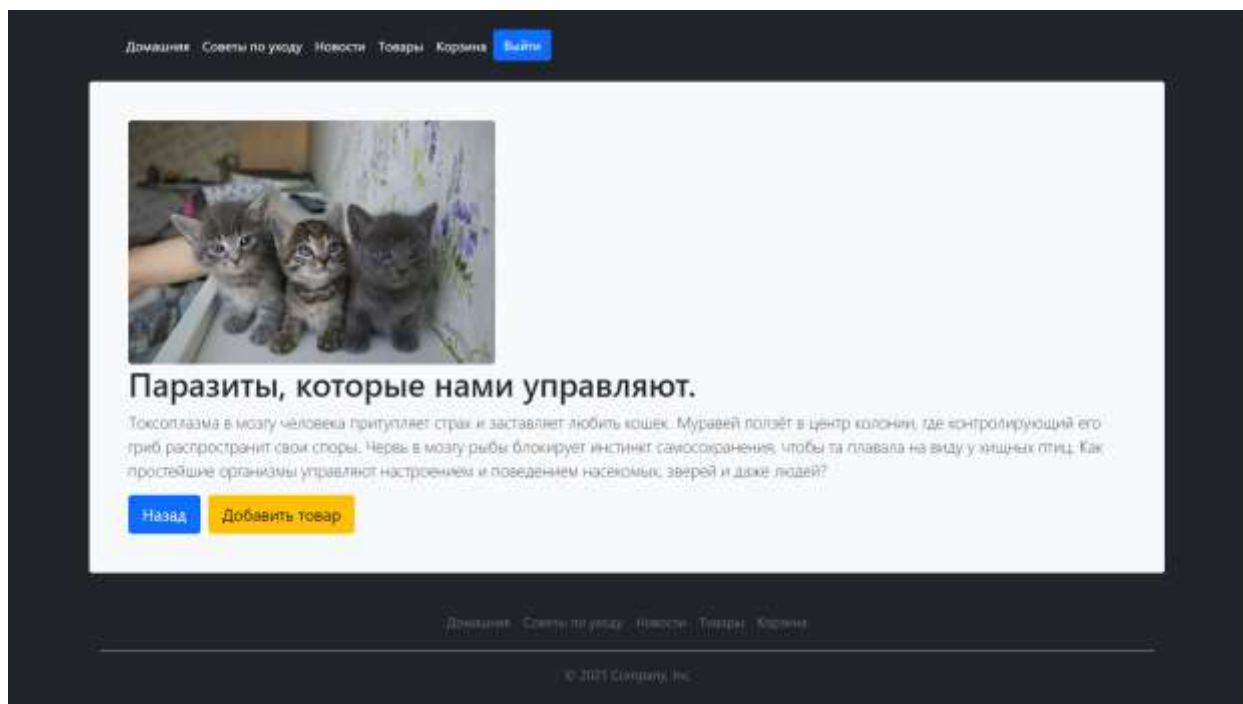 Домашняя Советы по уходу Новости Товары Корзина Выйти
Паразиты, которые нами управляют.
Токсоплазма в мозгу человека притупляет страх и заставляет любить кошек. Муравей ползёт в центр колонии, где контролирующий его
гриб распространит свои споры. Червь в мозгу рыбы блокирует инстинкт самосохранения, чтобы та плавала на виду у хищных птиц. Как
простейшие организмы управляют настроением и поведением насекомых, зверей и даже людей?
Назад Добавить товар
Домашняя Советы по уходу Новости Товары Корзина
© 2021 Company, Inc